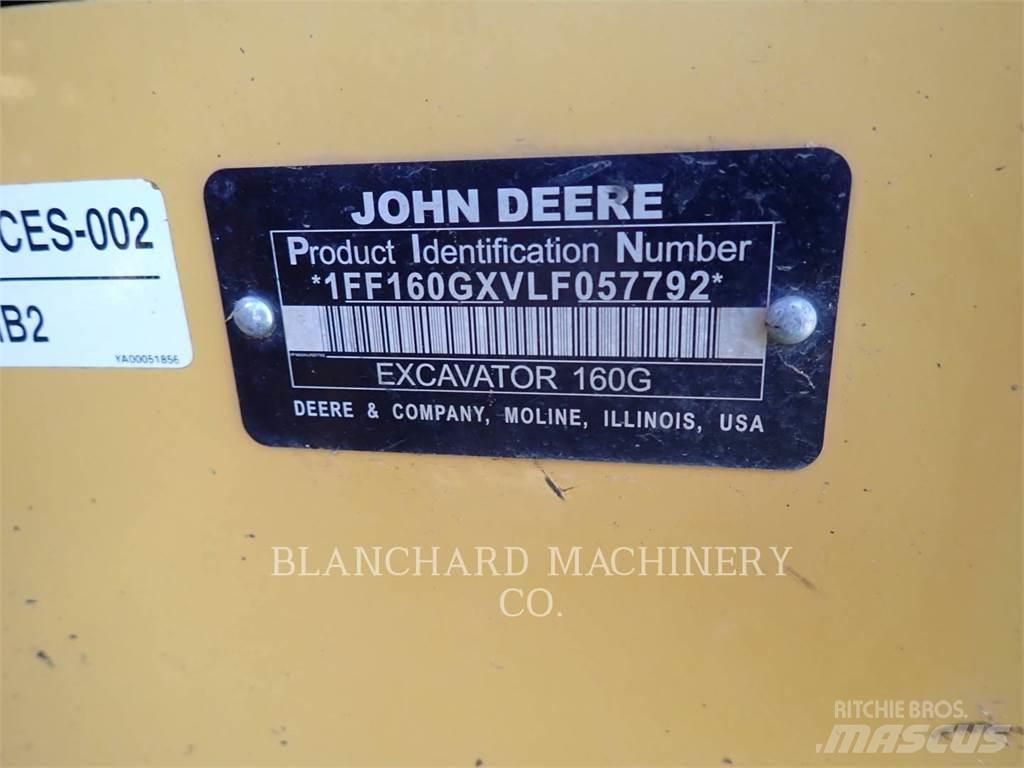 CES-002
MB2
YA00051856
JOHN DEERE
Product Identification Number
*1FF160GXVLF057792*
EXCAVATOR 160G
DEERE & COMPANY, MOLINE, ILLINOIS, USA
BLANCHARD MACHINERY
CO.
RITCHIE BROS.
MASCUS